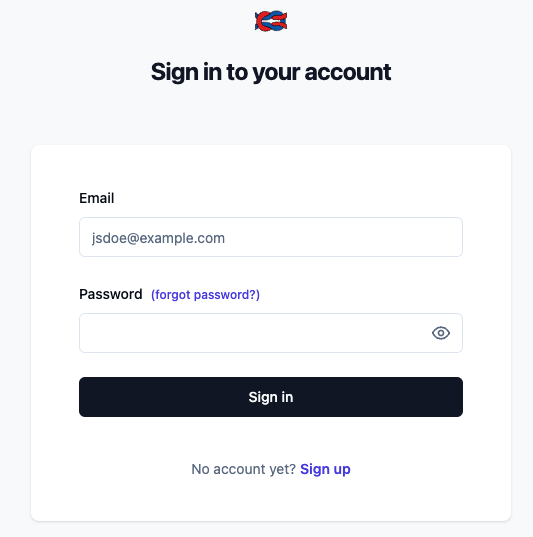 Sign in to your account
Email
jsdoe@example.com
Password (forgot password?)
Sign in
No account yet? Sign up